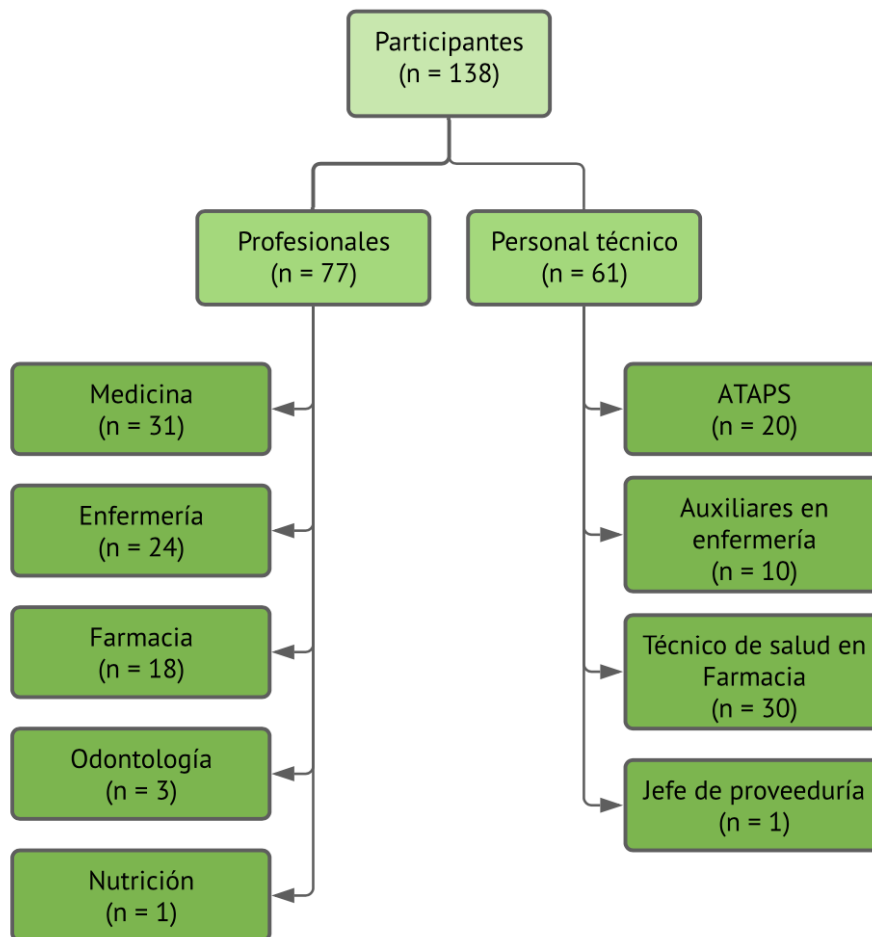 Participantes
(n = 138)
Profesionales
(n = 77)
Personal técnico
(n = 61)
Medicina
(n = 31)
Enfermería
(n = 24)
Farmacia
(n = 18)
Odontología
(n = 3)
Nutrición
(n = 1)
ATAPS
(n = 20)
Auxiliares en
enfermería
(n = 10)
Técnico de salud en
Farmacia
(n = 30)
Jefe de proveeduría
(n = 1)